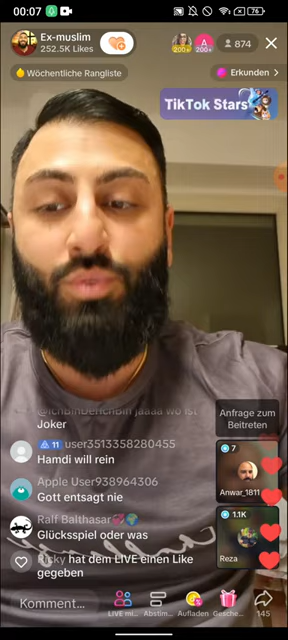 00:07
76
Ex-muslim
252.5K Likes
200+
200+
874
Wöchentliche Rangliste
Erkunden >
TikTok Stars
@IchBinDerIchBin jaaaa wo ist
Joker
11 user3513358280455
Hamdi will rein
Apple User938964306
Gott entsagt nie
Ralf Balthasar
Glücksspiel oder was
Ricky hat dem LIVE einen Like
gegeben
Anfrage zum
Beitreten
7
Anwar_1811
1.1K
Reza
Komment...
LIVE mi...
Abstim...
Aufladen
Gesche...
145